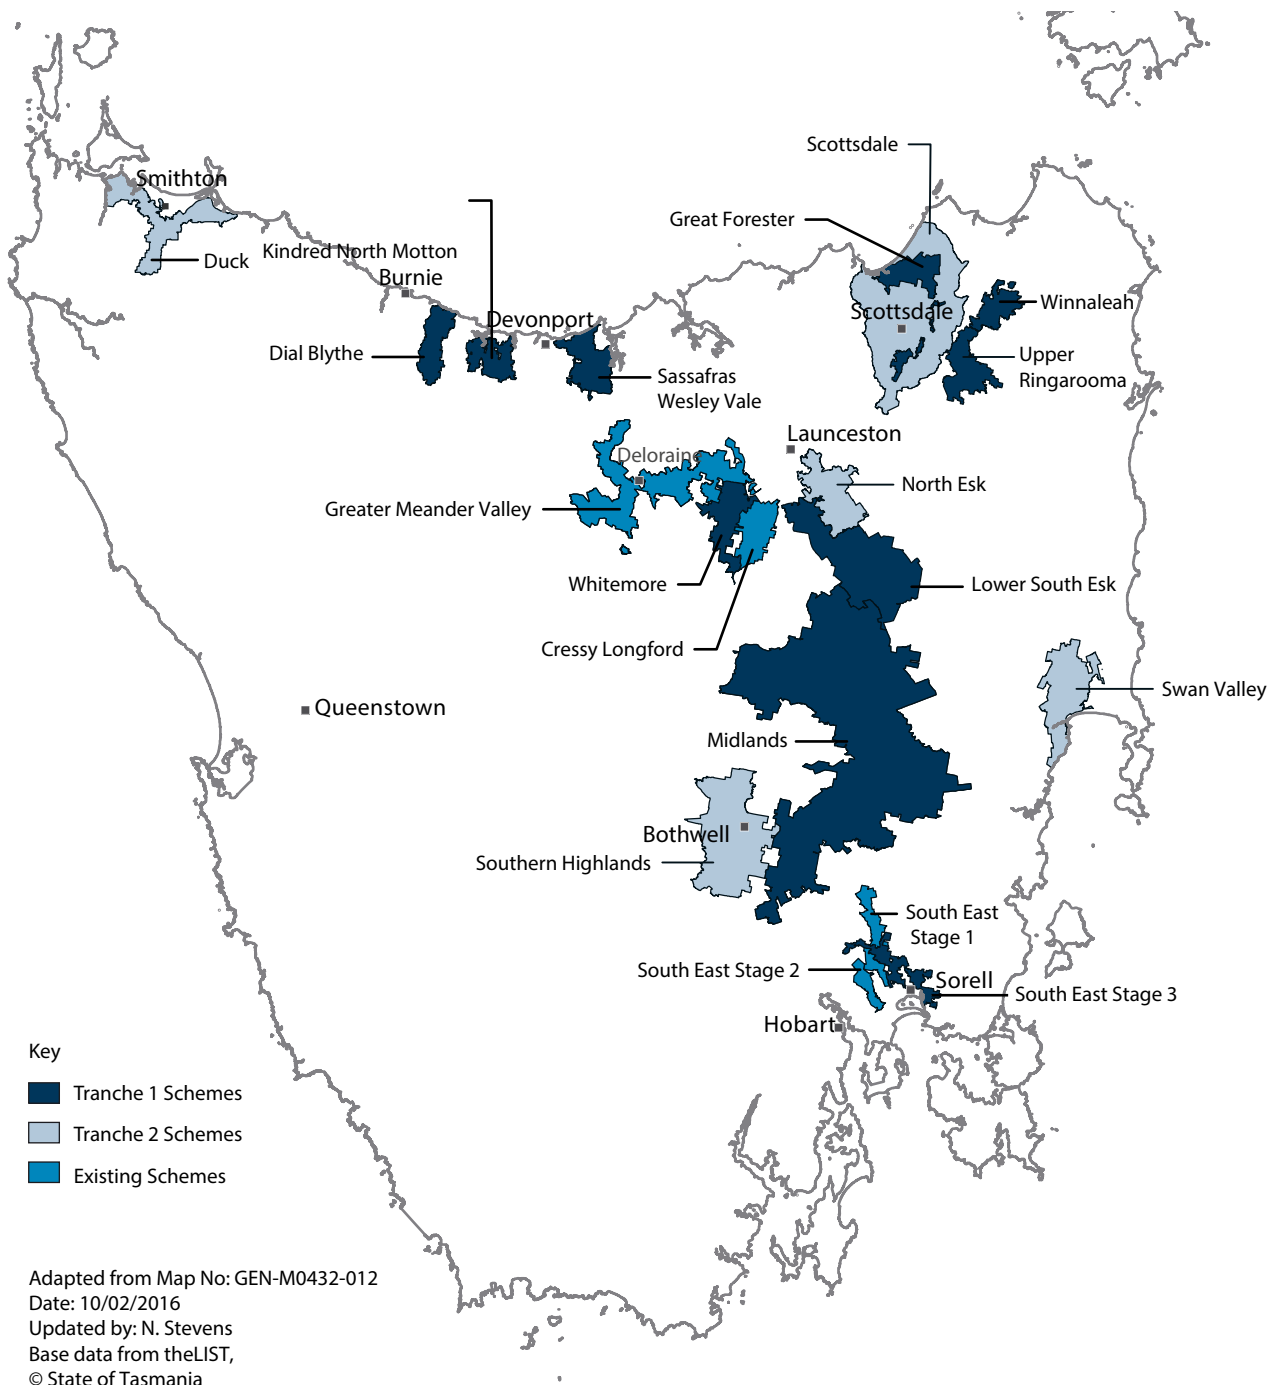 Scottsdale
Smithton
Great Forester
Kindred North Motton
Duck
Burnie
Winnaleah
Scottsdale
Devonport
Dial Blythe
Upper
Ringarooma
Sassafras
Wesley Vale
Launceston
Deloraine
North Esk
Greater Meander Valley
Whitemore
Lower South Esk
Cressy Longford
Swan Valley
Queenstown
Midlands
Bothwell
Southern Highlands
South East
Stage 1
South East Stage 2
Sorell
South East Stage 3
Hobart
Key
Tranche 1 Schemes
Tranche 2 Schemes
Existing Schemes
Adapted from Map No: GEN-M0432-012
Date: 10/02/2016
Updated by: N. Stevens
Base data from theLIST,
© State of Tasmania